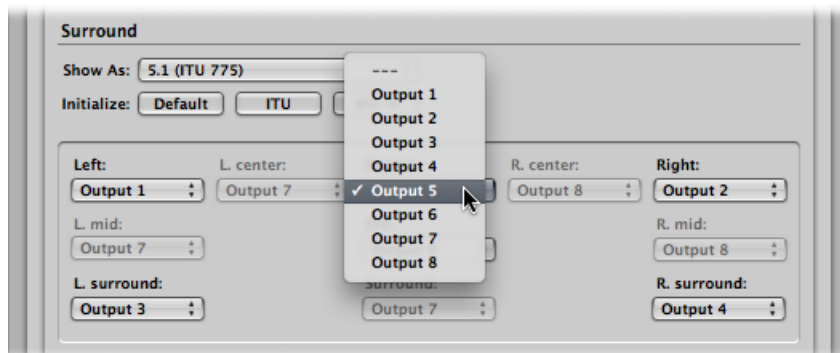 Surround
Show As: 5.1 (ITU 775)
Initialize: Default ITU
---
Output 1
Output 2
Output 3
Output 4
✓ Output 5
Output 6
Output 7
Output 8
Left: L. center: R. center: Right:
Output 1 Output 7 Output 8 Output 2
L. mid: R. mid:
Output 7 Output 8
L. surround: Surround: R. surround:
Output 3 Output 7 Output 4